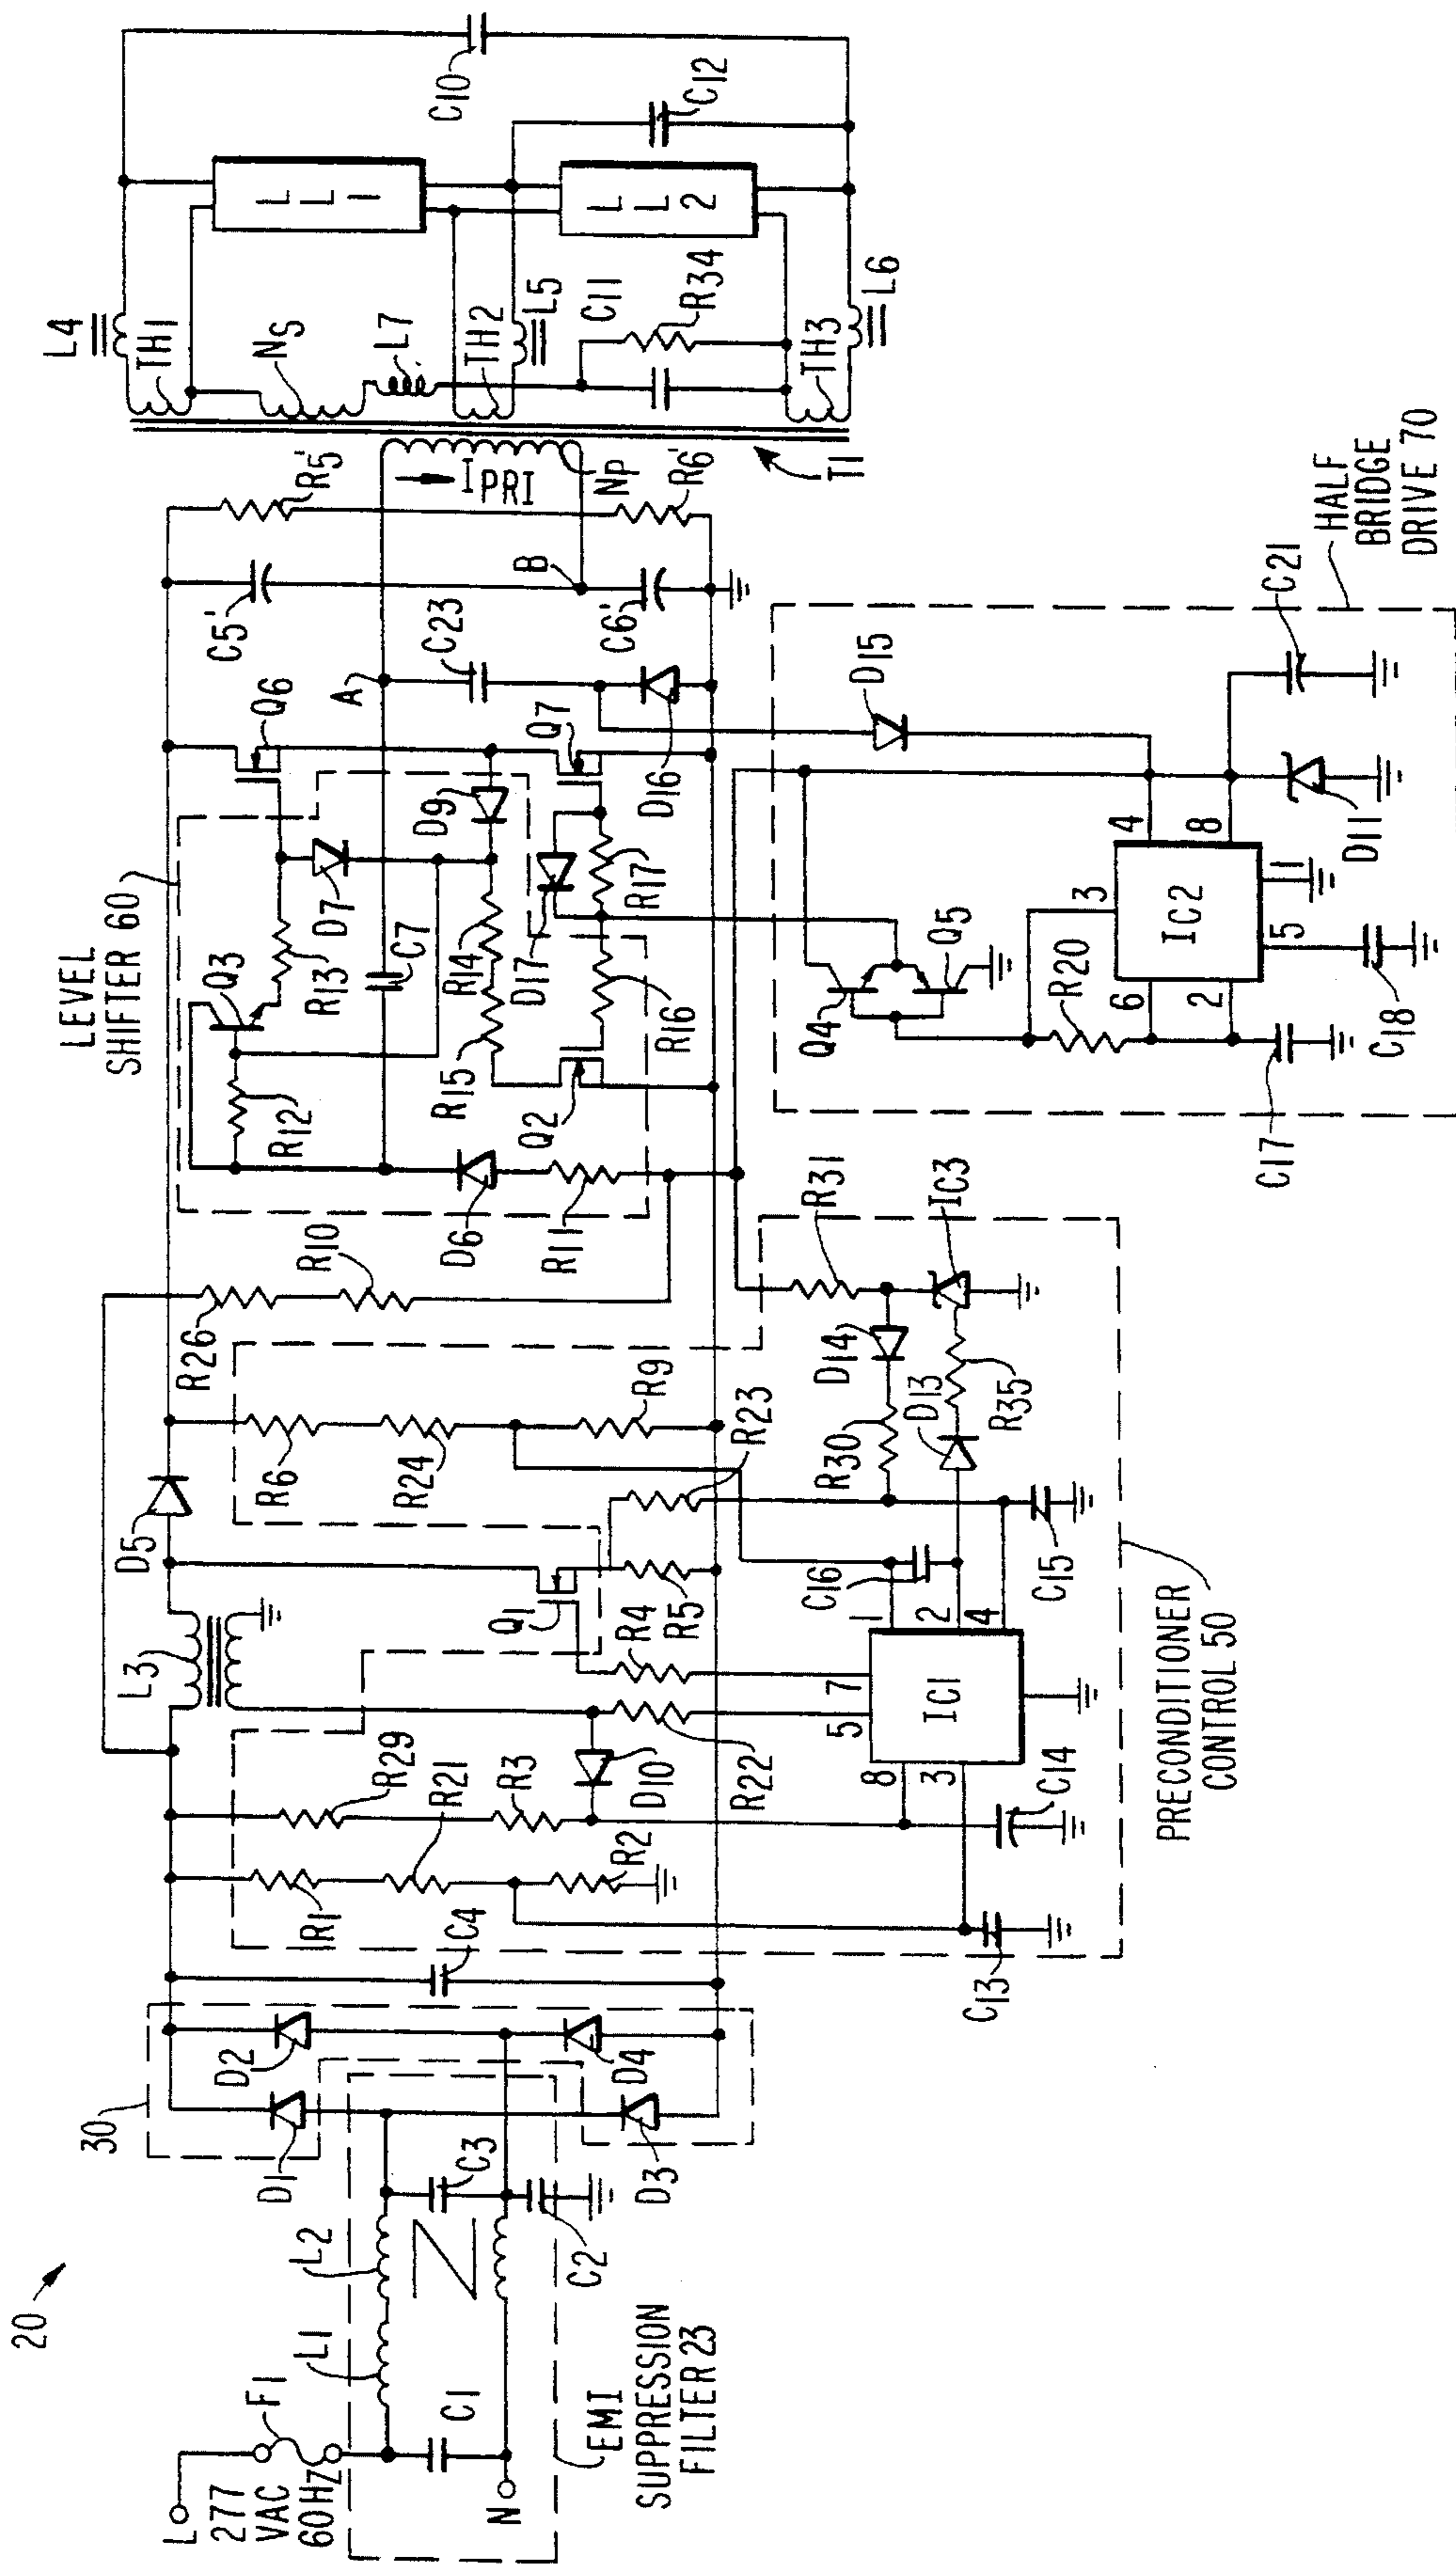 20
L
277
VAC
60HZ
F1
N
C1
L1
L2
C3
C2
EMI
SUPPRESSION
FILTER 23
30
D1
D2
D3
D4
C4
R1
R21
R2
R29
R3
D10
R22
L3
D5
Q1
R4
R5
R23
R6
R24
R9
R26
R10
C13
C14
IC1
8
3
5
7
1
2
4
C16
C15
R30
D14
D13
R35
R31
IC3
PRECONDITIONER
CONTROL 50
LEVEL
SHIFTER 60
R12
Q3
R13
D7
D6
R11
C7
R15
R14
D9
Q2
R16
D17
R17
Q6
Q7
A
C23
D16
C5'
C6'
B
R5'
R6'
IPRI
NP
T1
D15
Q4
Q5
R20
IC2
6
2
3
4
8
5
1
C17
C18
D11
C21
HALF
BRIDGE
DRIVE 70
L4
TH1
NS
L7
TH2
L5
C11
R34
TH3
L6
LL1
LL2
C12
C10